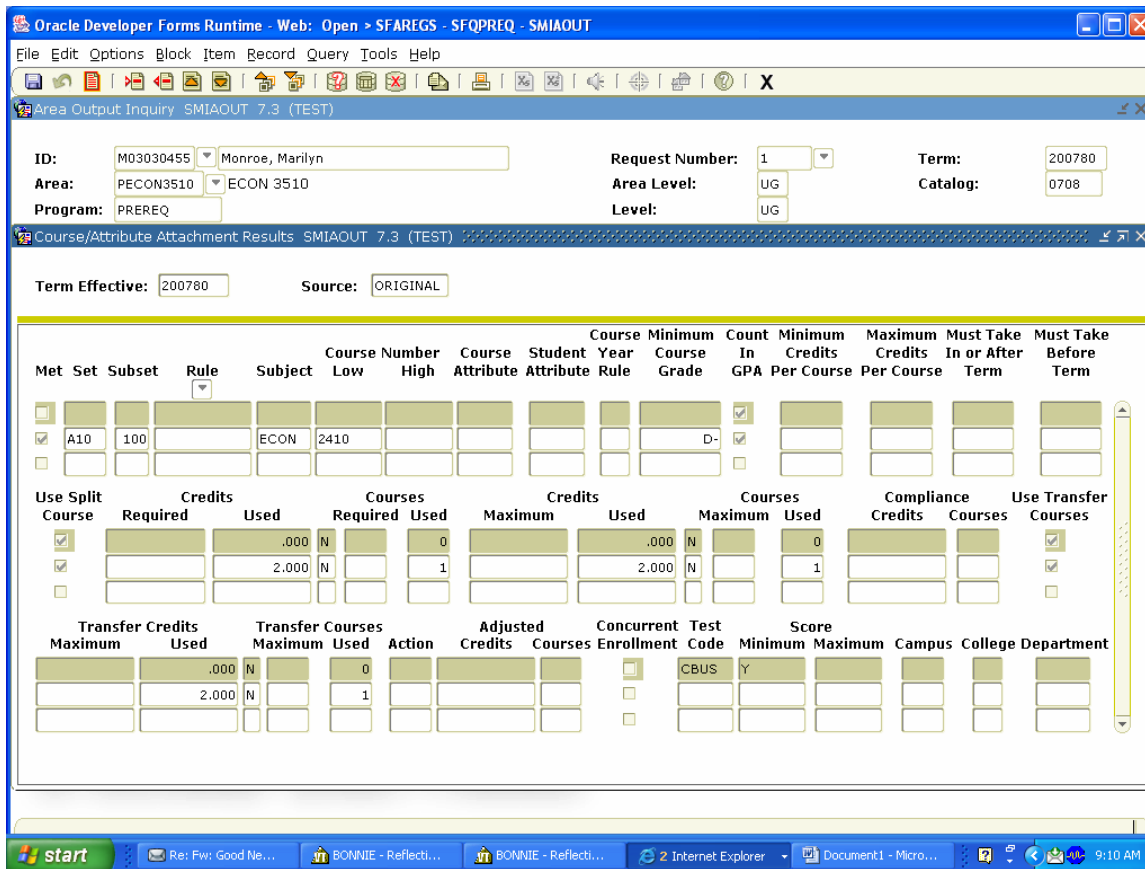 Oracle Developer Forms Runtime - Web: Open > SFAREGS - SFQPREQ - SMIAOUT
File Edit Options Block Item Record Query Tools Help
X
Area Output Inquiry SMIAOUT 7.3 (TEST)
ID: M03030455 Monroe, Marilyn Request Number: 1 Term: 200780
Area: PECON3510 ECON 3510 Area Level: UG Catalog: 0708
Program: PREREQ Level: UG
Course/Attribute Attachment Results SMIAOUT 7.3 (TEST)
Term Effective: 200780 Source: ORIGINAL
Course Minimum Count Minimum Maximum Must Take Must Take
Course Number Course Student Year Course In Credits Credits In or After Before
Met Set Subset Rule Subject Low High Attribute Attribute Rule Grade GPA Per Course Per Course Term Term
A10 100 ECON 2410 D-
Use Split Credits Courses Credits Courses Compliance Use Transfer
Course Required Used Required Used Maximum Used Maximum Used Credits Courses Courses
.000 N 0 .000 N 0
2.000 N 1 2.000 N 1
Transfer Credits Transfer Courses Adjusted Concurrent Test Score
Maximum Used Maximum Used Action Credits Courses Enrollment Code Minimum Maximum Campus College Department
.000 N 0 CBUS Y
2.000 N 1
start Re: Fw: Good Ne... BONNIE - Reflecti... BONNIE - Reflecti... 2 Internet Explorer Document1 - Micro... 9:10 AM